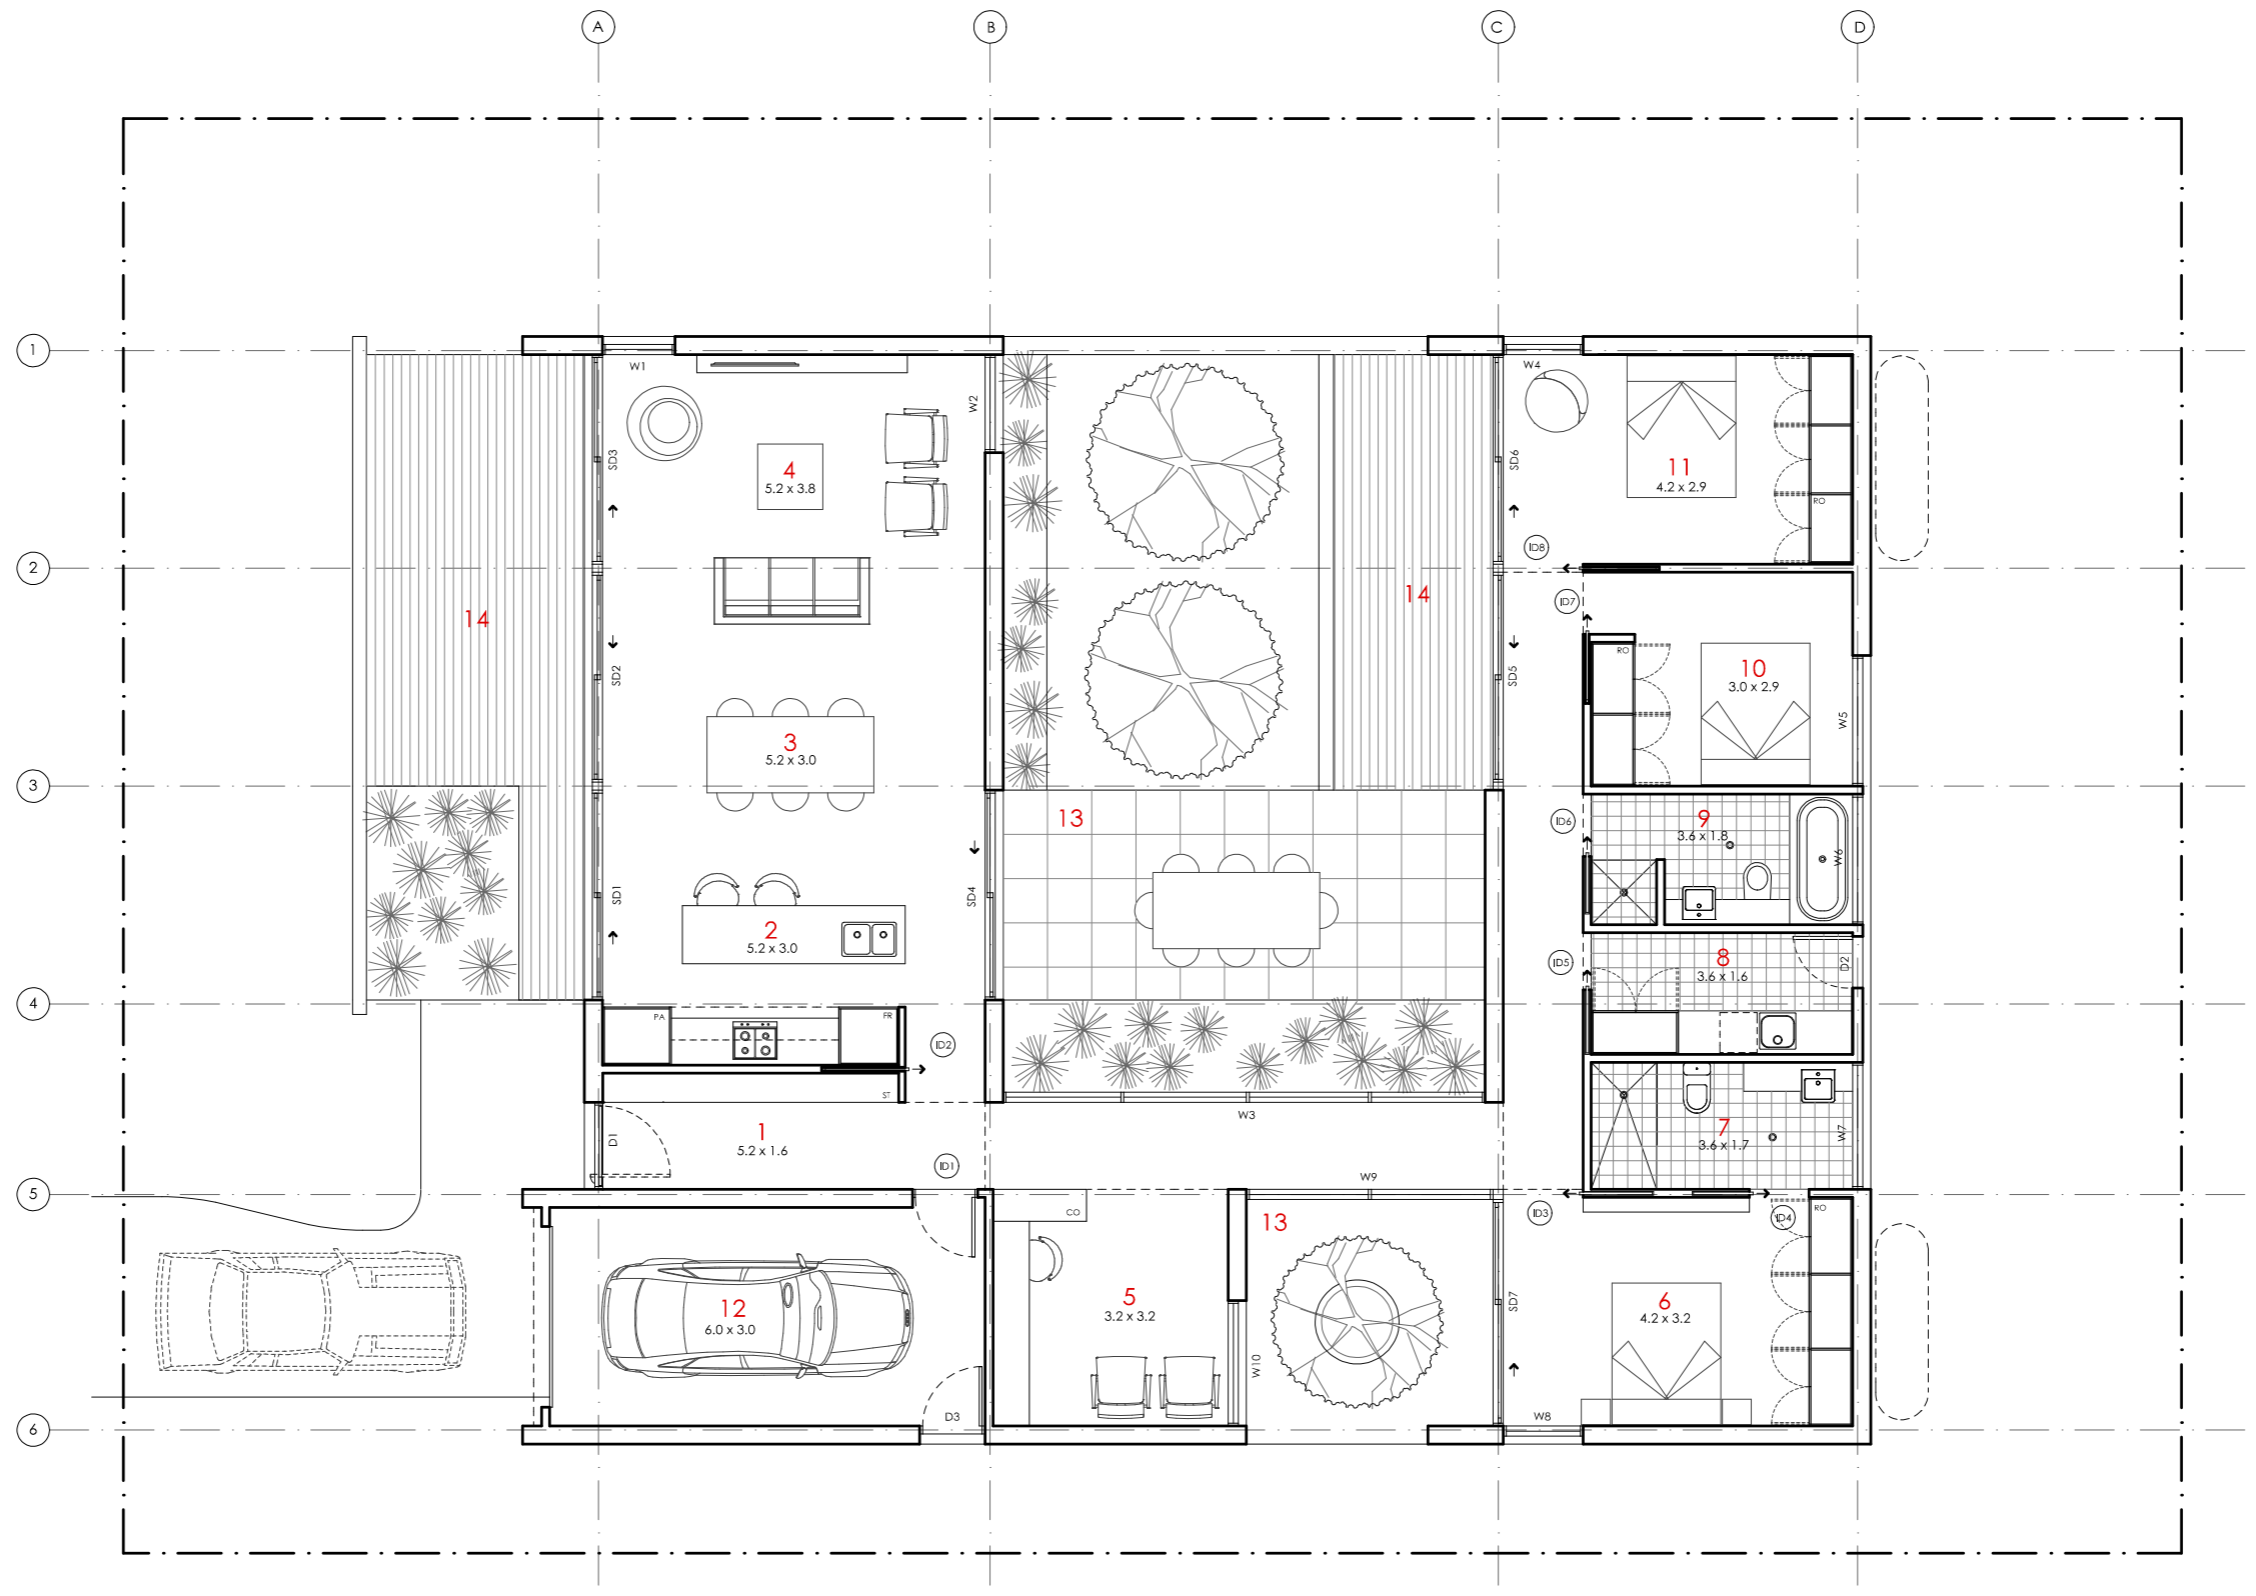 A
B
C
D
1
W1
W4
W2
SD3
4
5.2 x 3.8
SD6
11
4.2 x 2.9
RO
ID8
2
14
14
ID7
SD2
SD5
RO
10
3.0 x 2.9
W5
3
5.2 x 3.0
3
13
ID6
9
3.6 x 1.8
W6
SD1
SD4
2
5.2 x 3.0
ID5
8
3.6 x 1.6
D2
4
PA
FR
ID2
ST
W3
D1
1
5.2 x 1.6
7
3.6 x 1.7
W7
ID1
W9
5
CO
13
ID3
ID4
RO
12
6.0 x 3.0
5
3.2 x 3.2
SD7
6
4.2 x 3.2
W10
D3
W8
6